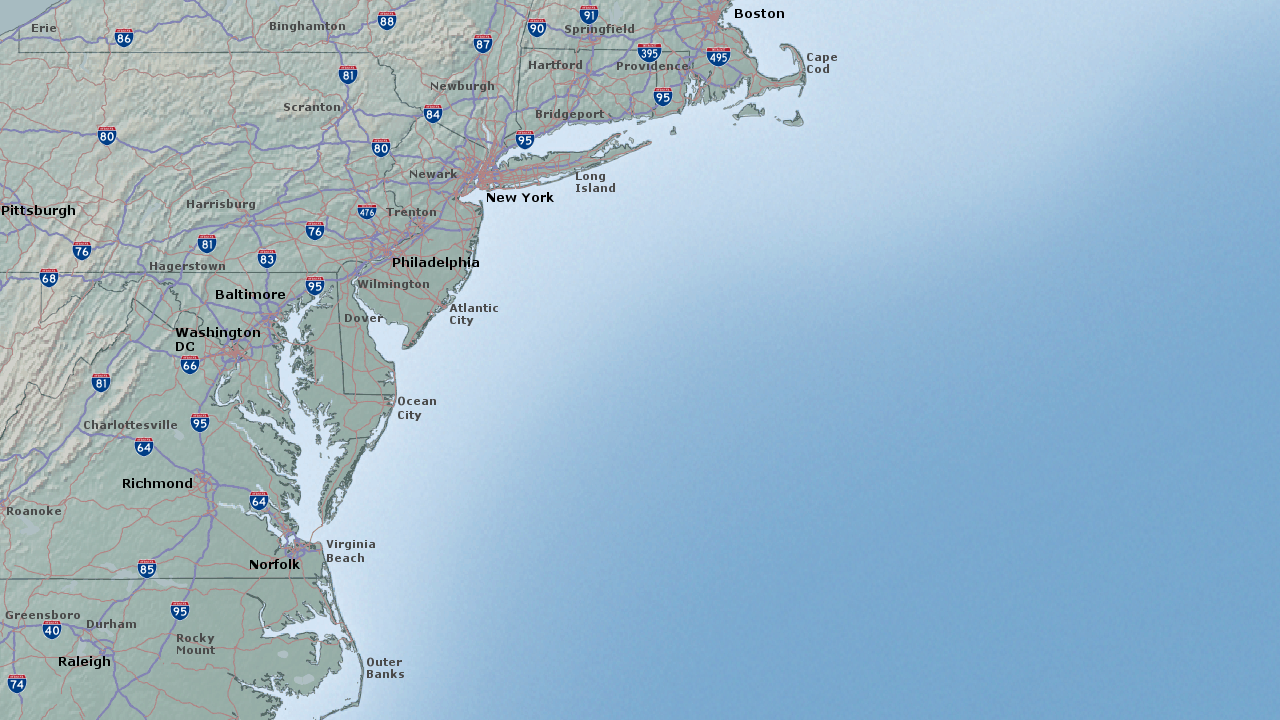 Boston
91
Erie
Binghamton
88
90
Springfield
86
87
395
495
Cape
Cod
Hartford
Providence
81
Newburgh
95
Scranton
84
Bridgeport
80
95
80
Newark
Long
Island
New York
Harrisburg
Pittsburgh
476
Trenton
76
81
76
83
Philadelphia
Hagerstown
68
95
Wilmington
Baltimore
Atlantic
City
Dover
Washington
DC
66
81
Ocean
City
95
Charlottesville
64
Richmond
64
Roanoke
Virginia
Beach
Norfolk
85
95
Greensboro
Durham
40
Rocky
Mount
Raleigh
Outer
Banks
74